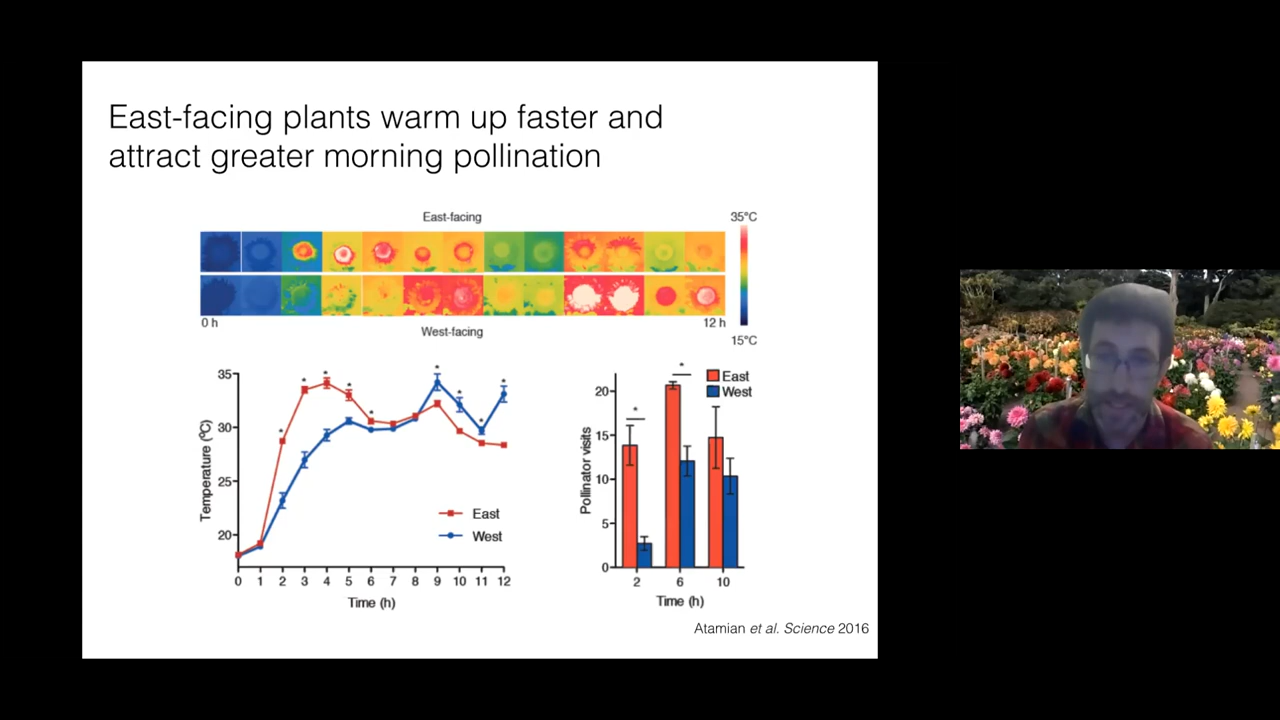 East-facing plants warm up faster and
attract greater morning pollination
East-facing
35°C
0 h
12 h
West-facing
15°C
35
30
25
20
Temperature (°C)
* * * * * * * * *
East
West
0 1 2 3 4 5 6 7 8 9 10 11 12
Time (h)
20
15
10
5
0
Pollinator visits
* *
East
West
2 6 10
Time (h)
Atamian et al. Science 2016